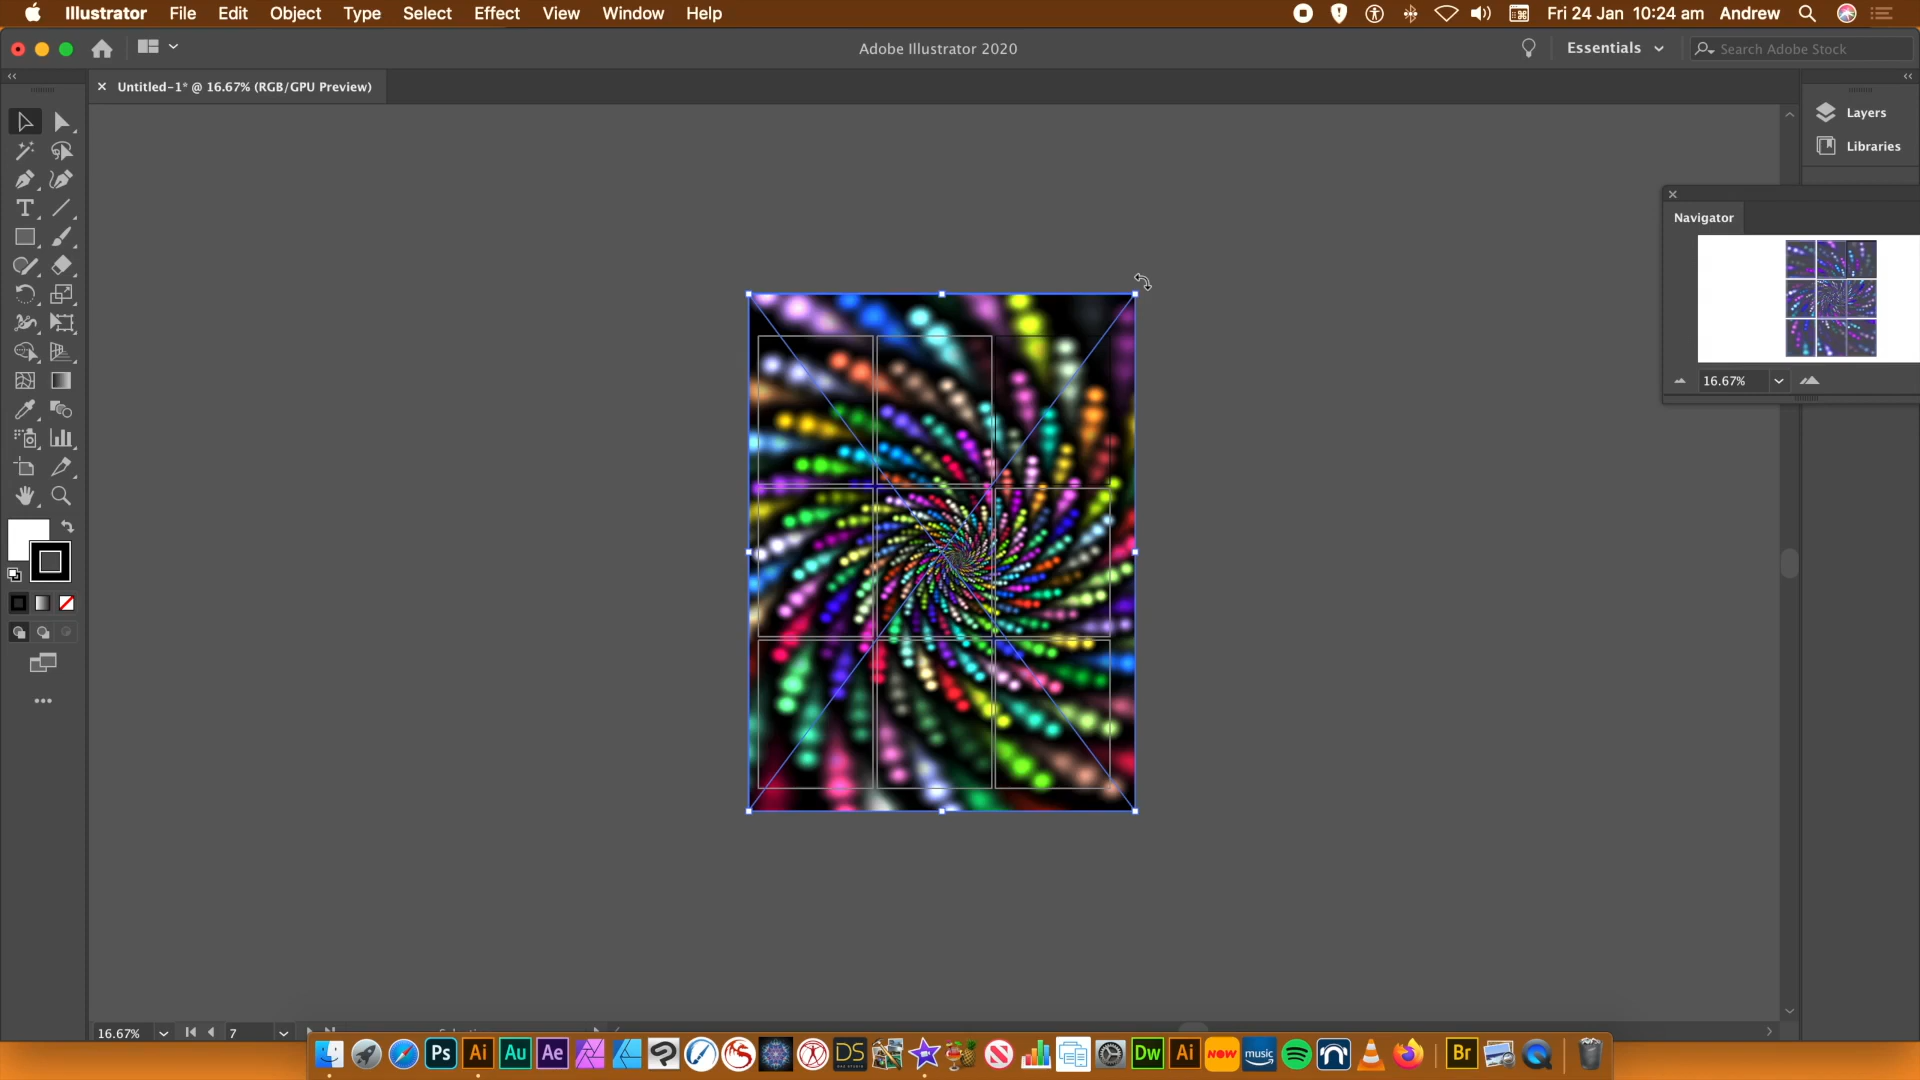 Illustrator File Edit Object Type Select Effect View Window Help Fri 24 Jan 10:24 am Andrew
Adobe Illustrator 2020 Essentials Search Adobe Stock
Untitled-1* @ 16.67% (RGB/GPU Preview)
Layers
Libraries
Navigator
16.67%
16.67% 7
Ps Ai Au Ae DS Dw Ai NOW music Br